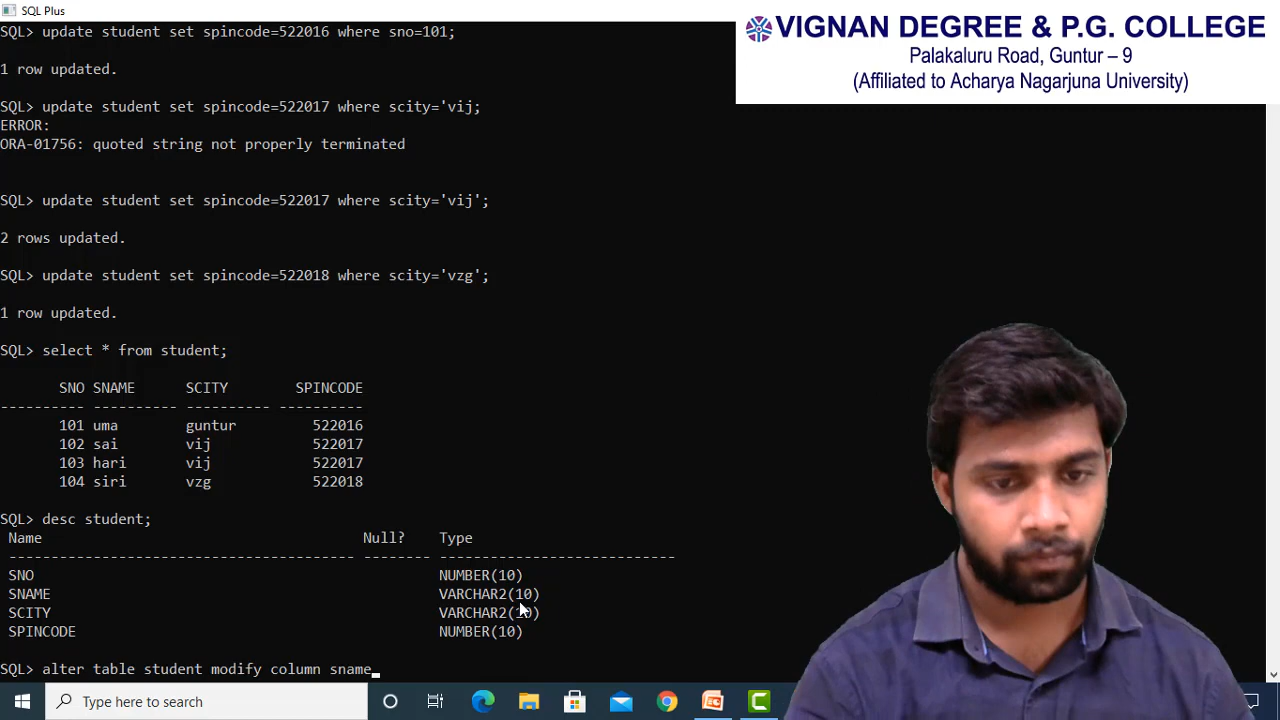 SQL Plus
VIGNAN DEGREE & P.G. COLLEGE
Palakaluru Road, Guntur – 9
(Affiliated to Acharya Nagarjuna University)
SQL> update student set spincode=522016 where sno=101;
1 row updated.
SQL> update student set spincode=522017 where scity='vij;
ERROR:
ORA-01756: quoted string not properly terminated
SQL> update student set spincode=522017 where scity='vij';
2 rows updated.
SQL> update student set spincode=522018 where scity='vzg';
1 row updated.
SQL> select * from student;
SNO SNAME SCITY SPINCODE
---------- ---------- ---------- ----------
101 uma guntur 522016
102 sai vij 522017
103 hari vij 522017
104 siri vzg 522018
SQL> desc student;
Name Null? Type
----------------------------------------- -------- ----------------------------
SNO NUMBER(10)
SNAME VARCHAR2(10)
SCITY VARCHAR2(10)
SPINCODE NUMBER(10)
SQL> alter table student modify column sname_
Type here to search